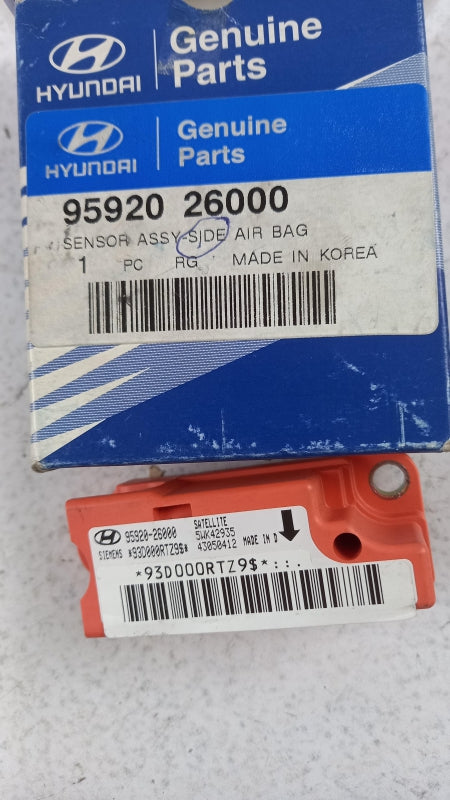 HYUNDAI
Genuine
Parts
HYUNDAI
Genuine
Parts
95920 26000
SENSOR ASSY-SIDE AIR BAG
1 PC RG MADE IN KOREA
95920-26000 SATELLITE
5WK42935
SIEMENS *93D000RTZ9$* 43050412 MADE IN D
*93D000RTZ9$*:::.